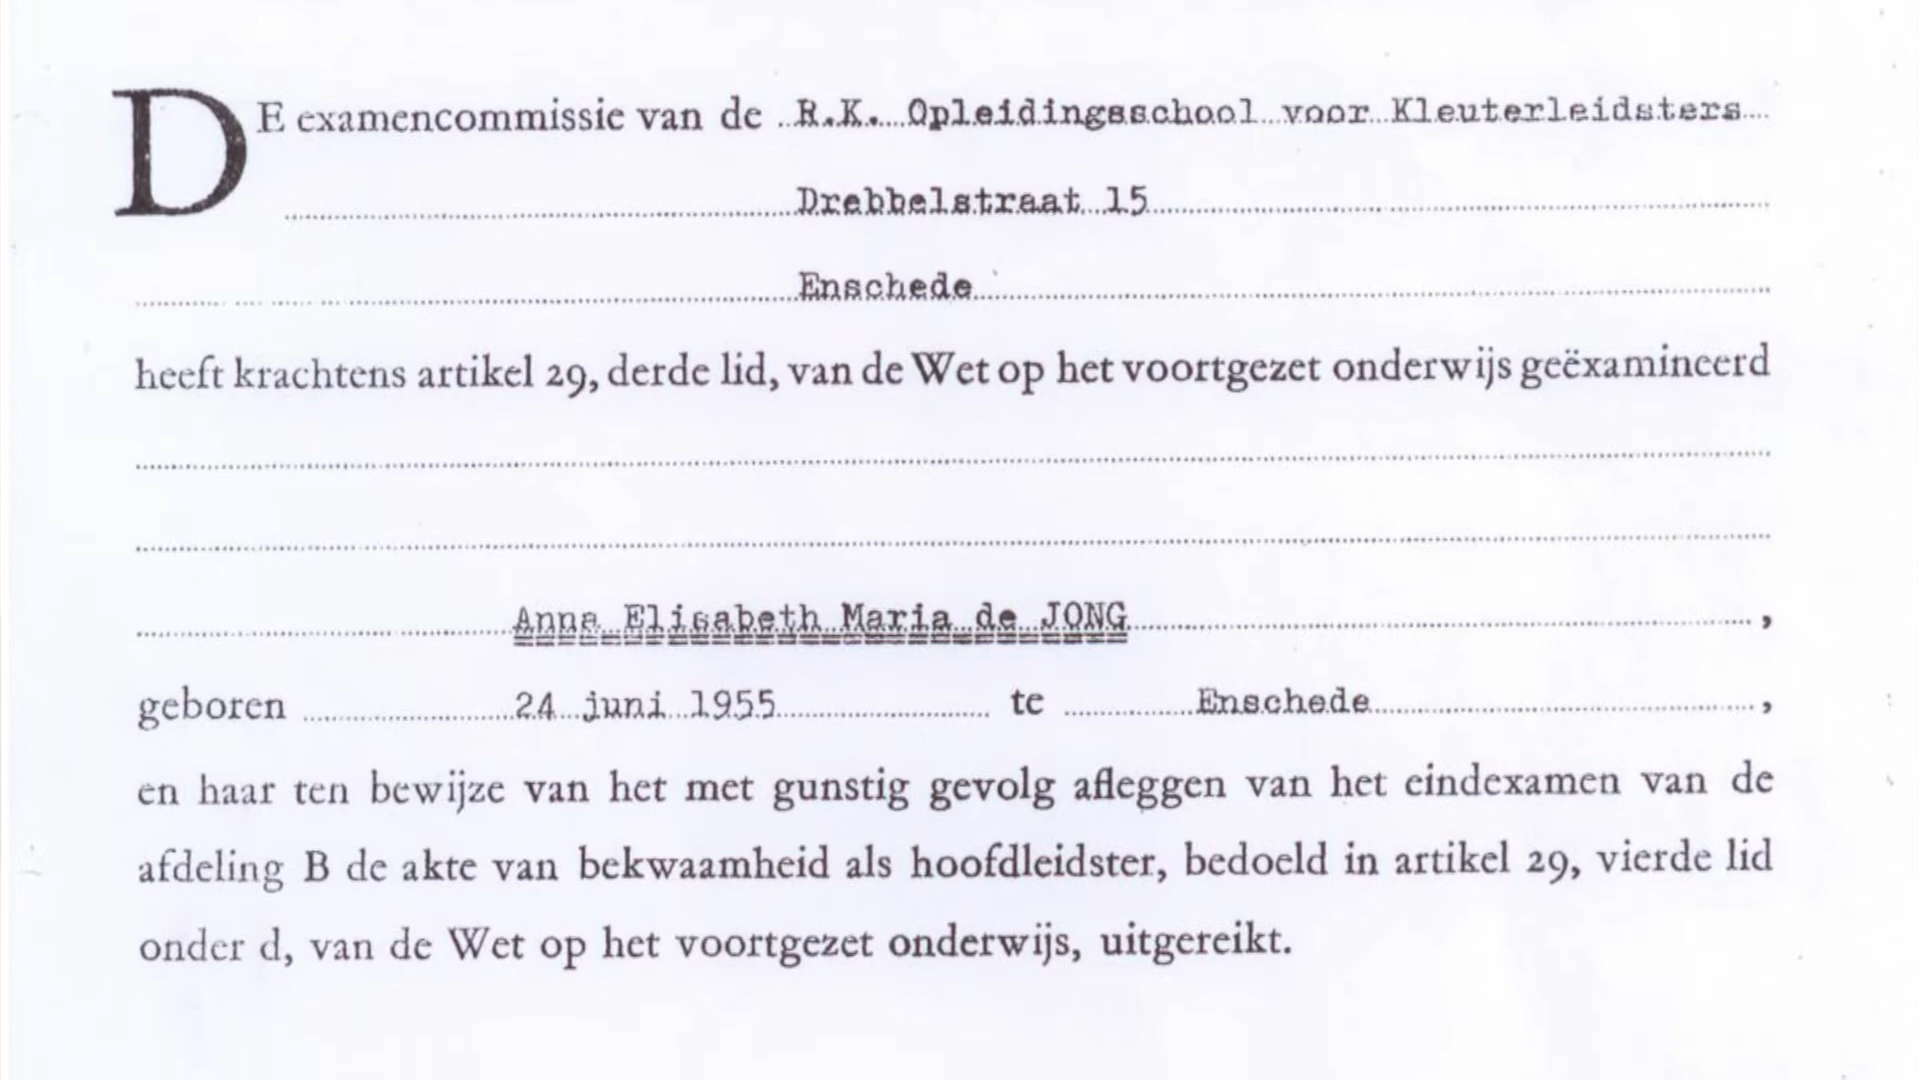 DE examencommissie van de R.K. Opleidingsschool voor Kleuterleidsters
Drebbelstraat 15
Enschede
heeft krachtens artikel 29, derde lid, van de Wet op het voortgezet onderwijs geëxamineerd
Anna Elisabeth Maria de JONG,
geboren 24 juni 1955 te Enschede,
en haar ten bewijze van het met gunstig gevolg afleggen van het eindexamen van de
afdeling B de akte van bekwaamheid als hoofdleidster, bedoeld in artikel 29, vierde lid
onder d, van de Wet op het voortgezet onderwijs, uitgereikt.